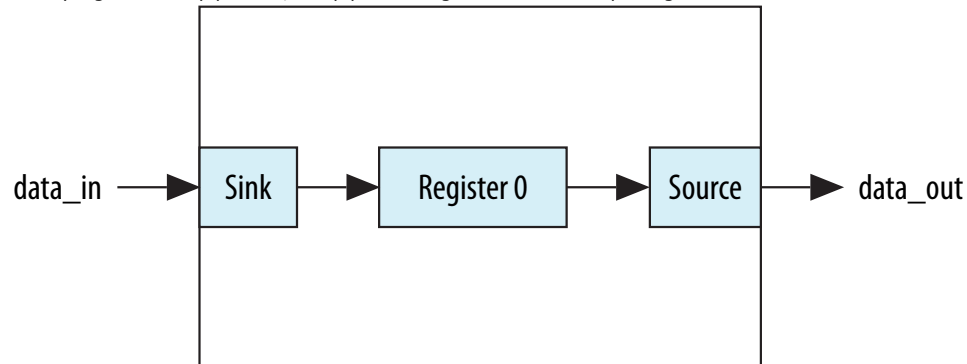 data_in
Sink
Register 0
Source
data_out